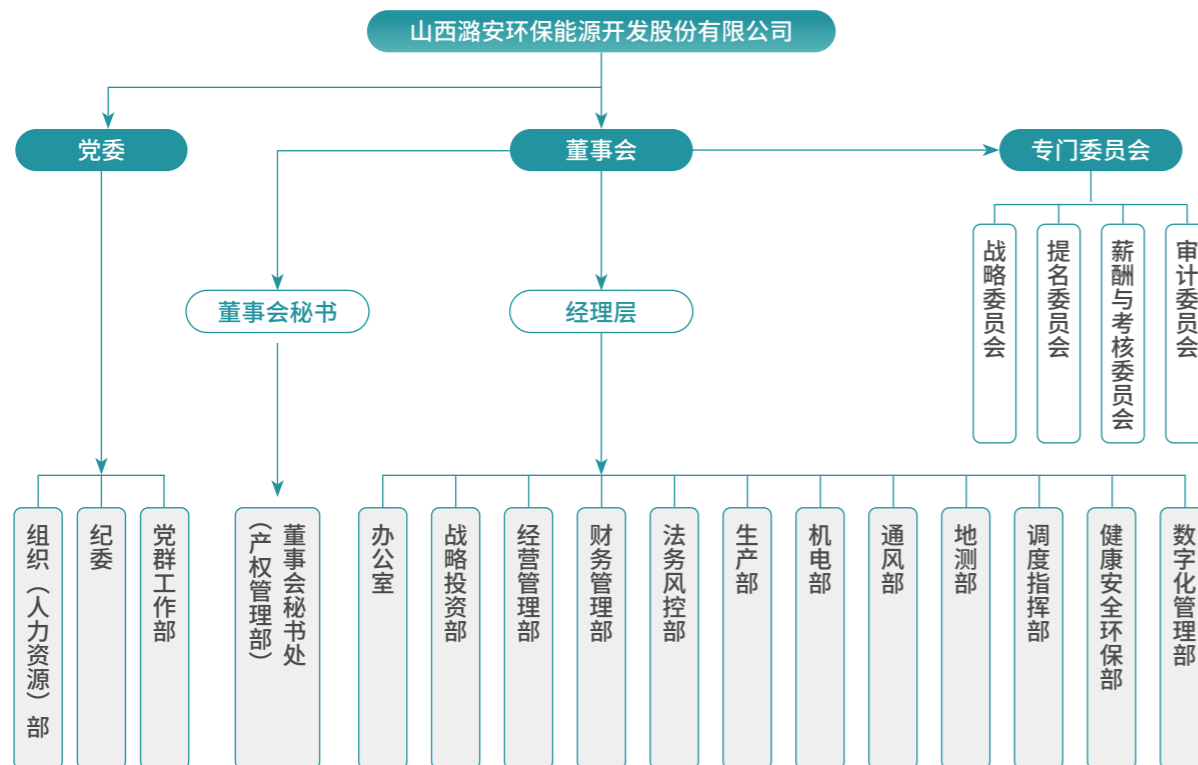 山西潞安环保能源开发股份有限公司
党委
董事会
专门委员会
战略委员会
提名委员会
薪酬与考核委员会
审计委员会
董事会秘书
经理层
组织（人力资源）部
纪委
党群工作部
董事会秘书处
（产权管理部）
办公室
战略投资部
经营管理部
财务管理部
法务风控部
生产部
机电部
通风部
地测部
调度指挥部
健康安全环保部
数字化管理部